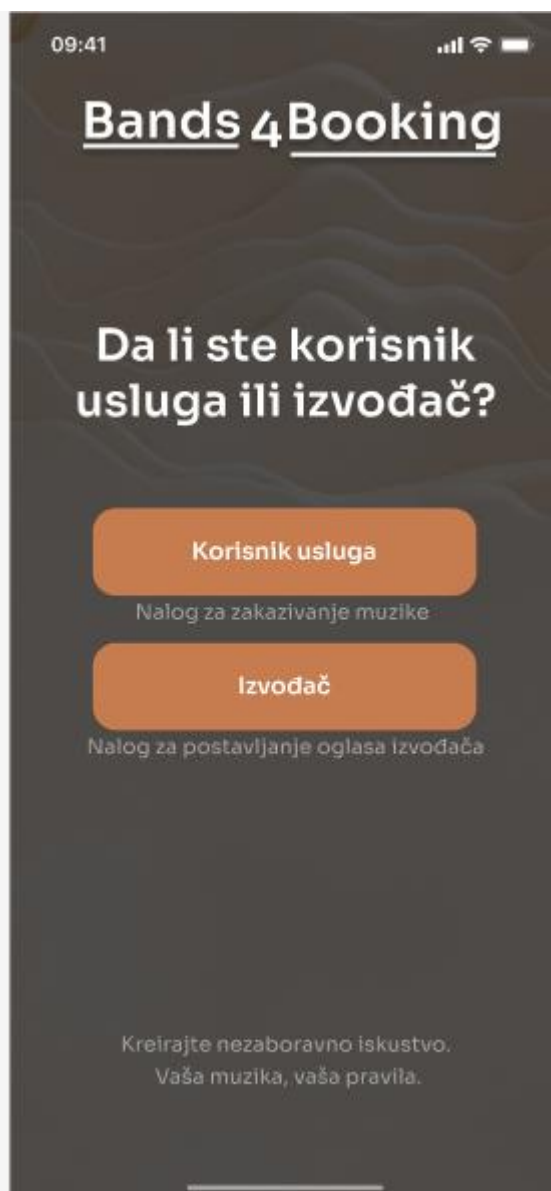 09:41
Bands 4 Booking
Da li ste korisnik
usluga ili izvođač?
Korisnik usluga
Nalog za zakazivanje muzike
Izvođač
Nalog za postavljanje oglasa izvođača
Kreirajte nezaboravno iskustvo.
Vaša muzika, vaša pravila.